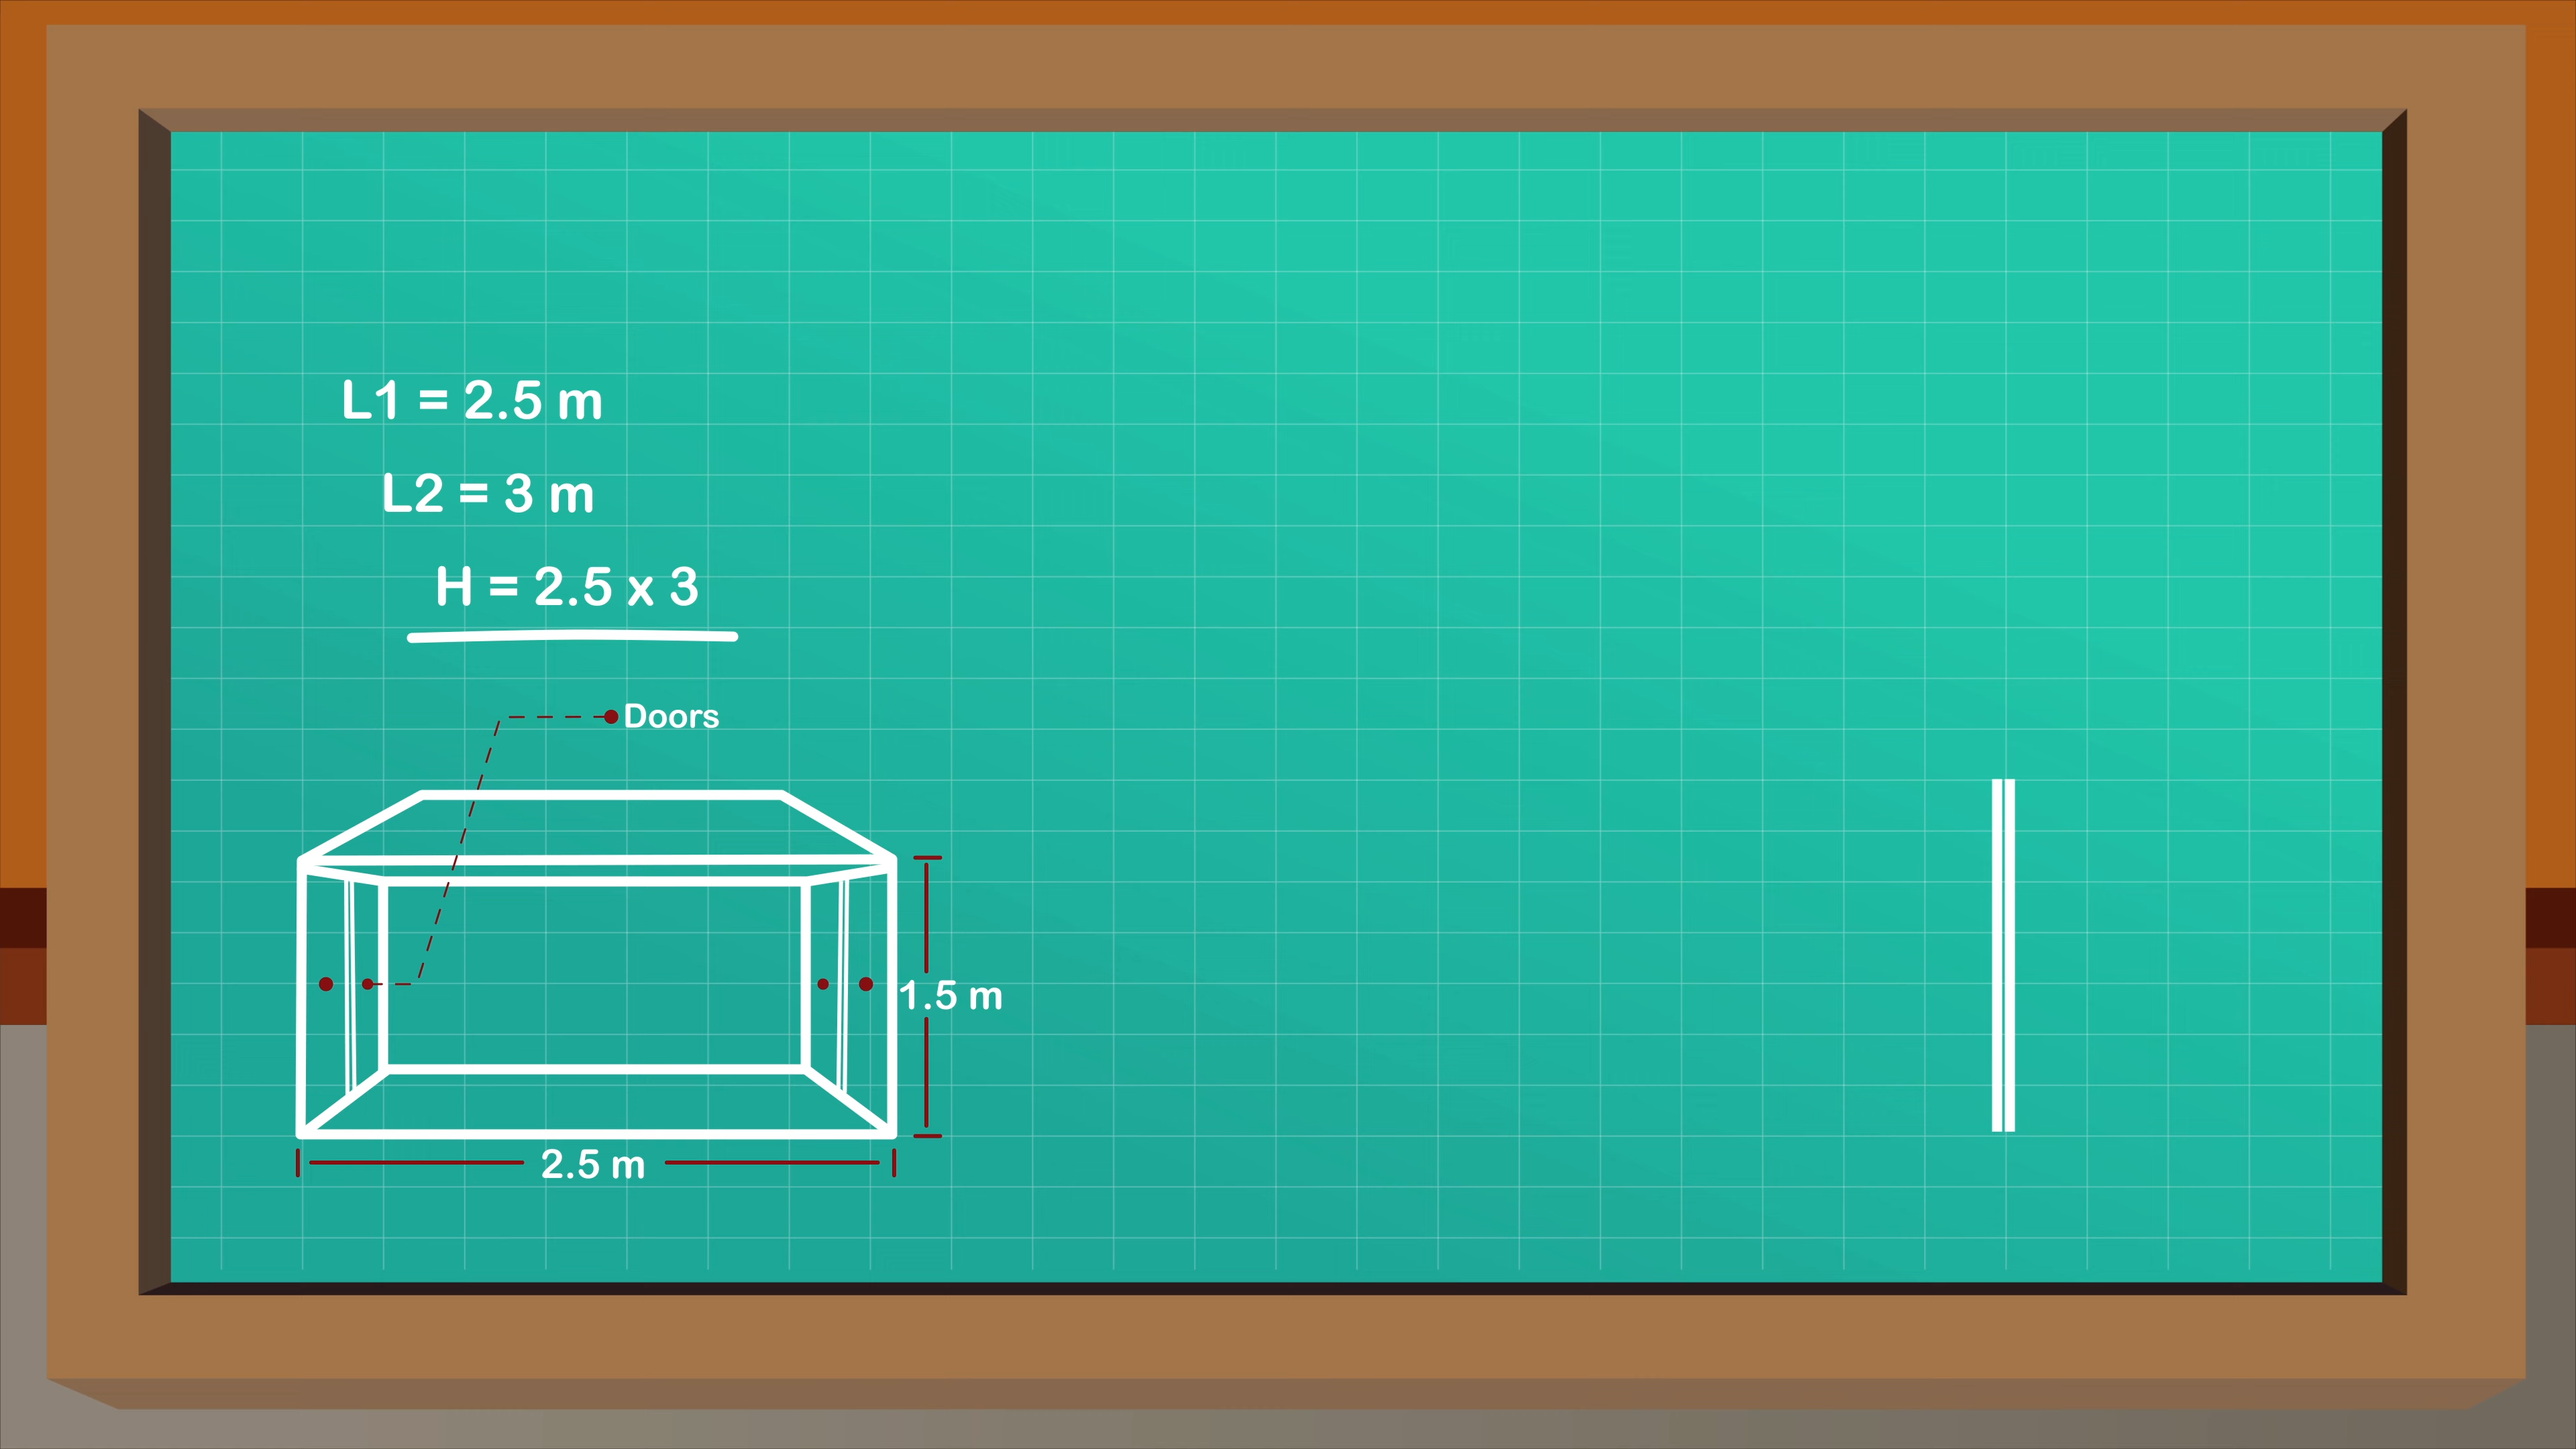 L1 = 2.5 m
L2 = 3 m
H = 2.5 x 3
Doors
1.5 m
2.5 m